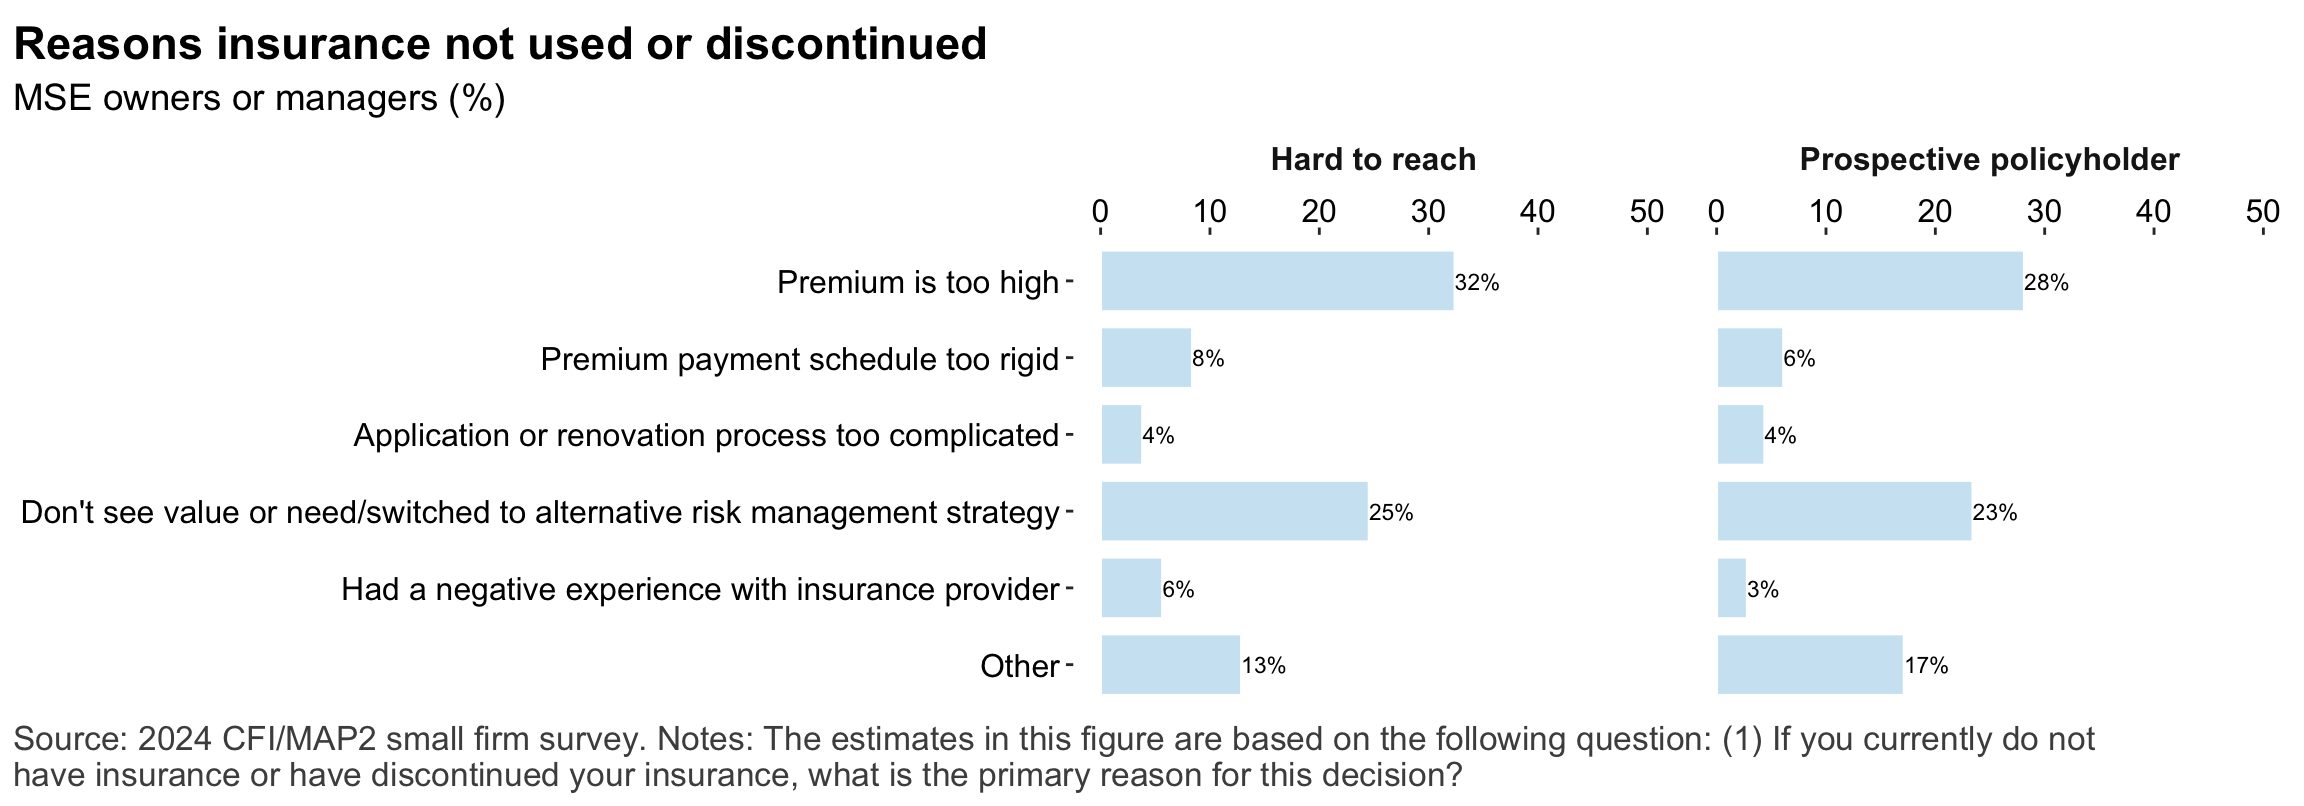 Reasons insurance not used or discontinued
MSE owners or managers (%)
Hard to reach
Prospective policyholder
0 10 20 30 40 50 0 10 20 30 40 50
Premium is too high 32% 28%
Premium payment schedule too rigid 8% 6%
Application or renovation process too complicated 4% 4%
Don't see value or need/switched to alternative risk management strategy 25% 23%
Had a negative experience with insurance provider 6% 3%
Other 13% 17%
Source: 2024 CFI/MAP2 small firm survey. Notes: The estimates in this figure are based on the following question: (1) If you currently do not
have insurance or have discontinued your insurance, what is the primary reason for this decision?